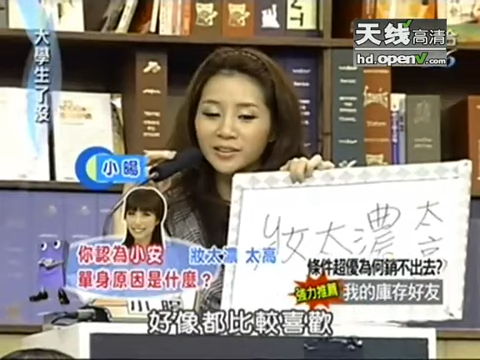 天线高清
hd.openv.com
大學生了沒
小暘
妝太濃 太高
你認為小安 妝太濃 太高
單身原因是什麼?
條件超優為何銷不出去?
強力推薦 我的庫存好友
小暘
好像都比較喜歡